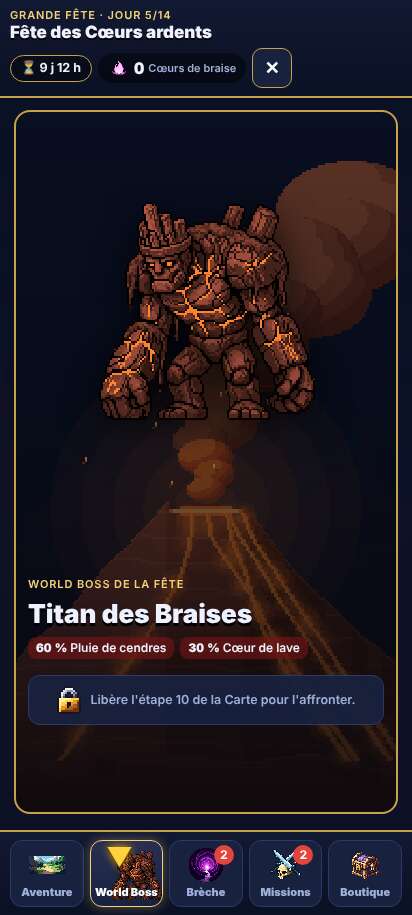 GRANDE FÊTE · JOUR 5/14
Fête des Cœurs ardents
9 j 12 h
0 Cœurs de braise
WORLD BOSS DE LA FÊTE
Titan des Braises
60 % Pluie de cendres
30 % Cœur de lave
Libère l'étape 10 de la Carte pour l'affronter.
Aventure
World Boss
2
Brèche
2
Missions
Boutique